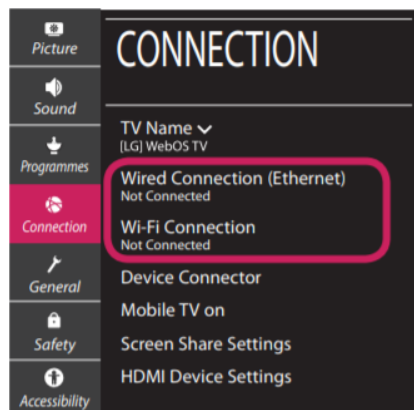 Picture
Sound
Programmes
Connection
General
Safety
Accessibility
CONNECTION
TV Name
[LG] WebOS TV
Wired Connection (Ethernet)
Not Connected
Wi-Fi Connection
Not Connected
Device Connector
Mobile TV on
Screen Share Settings
HDMI Device Settings